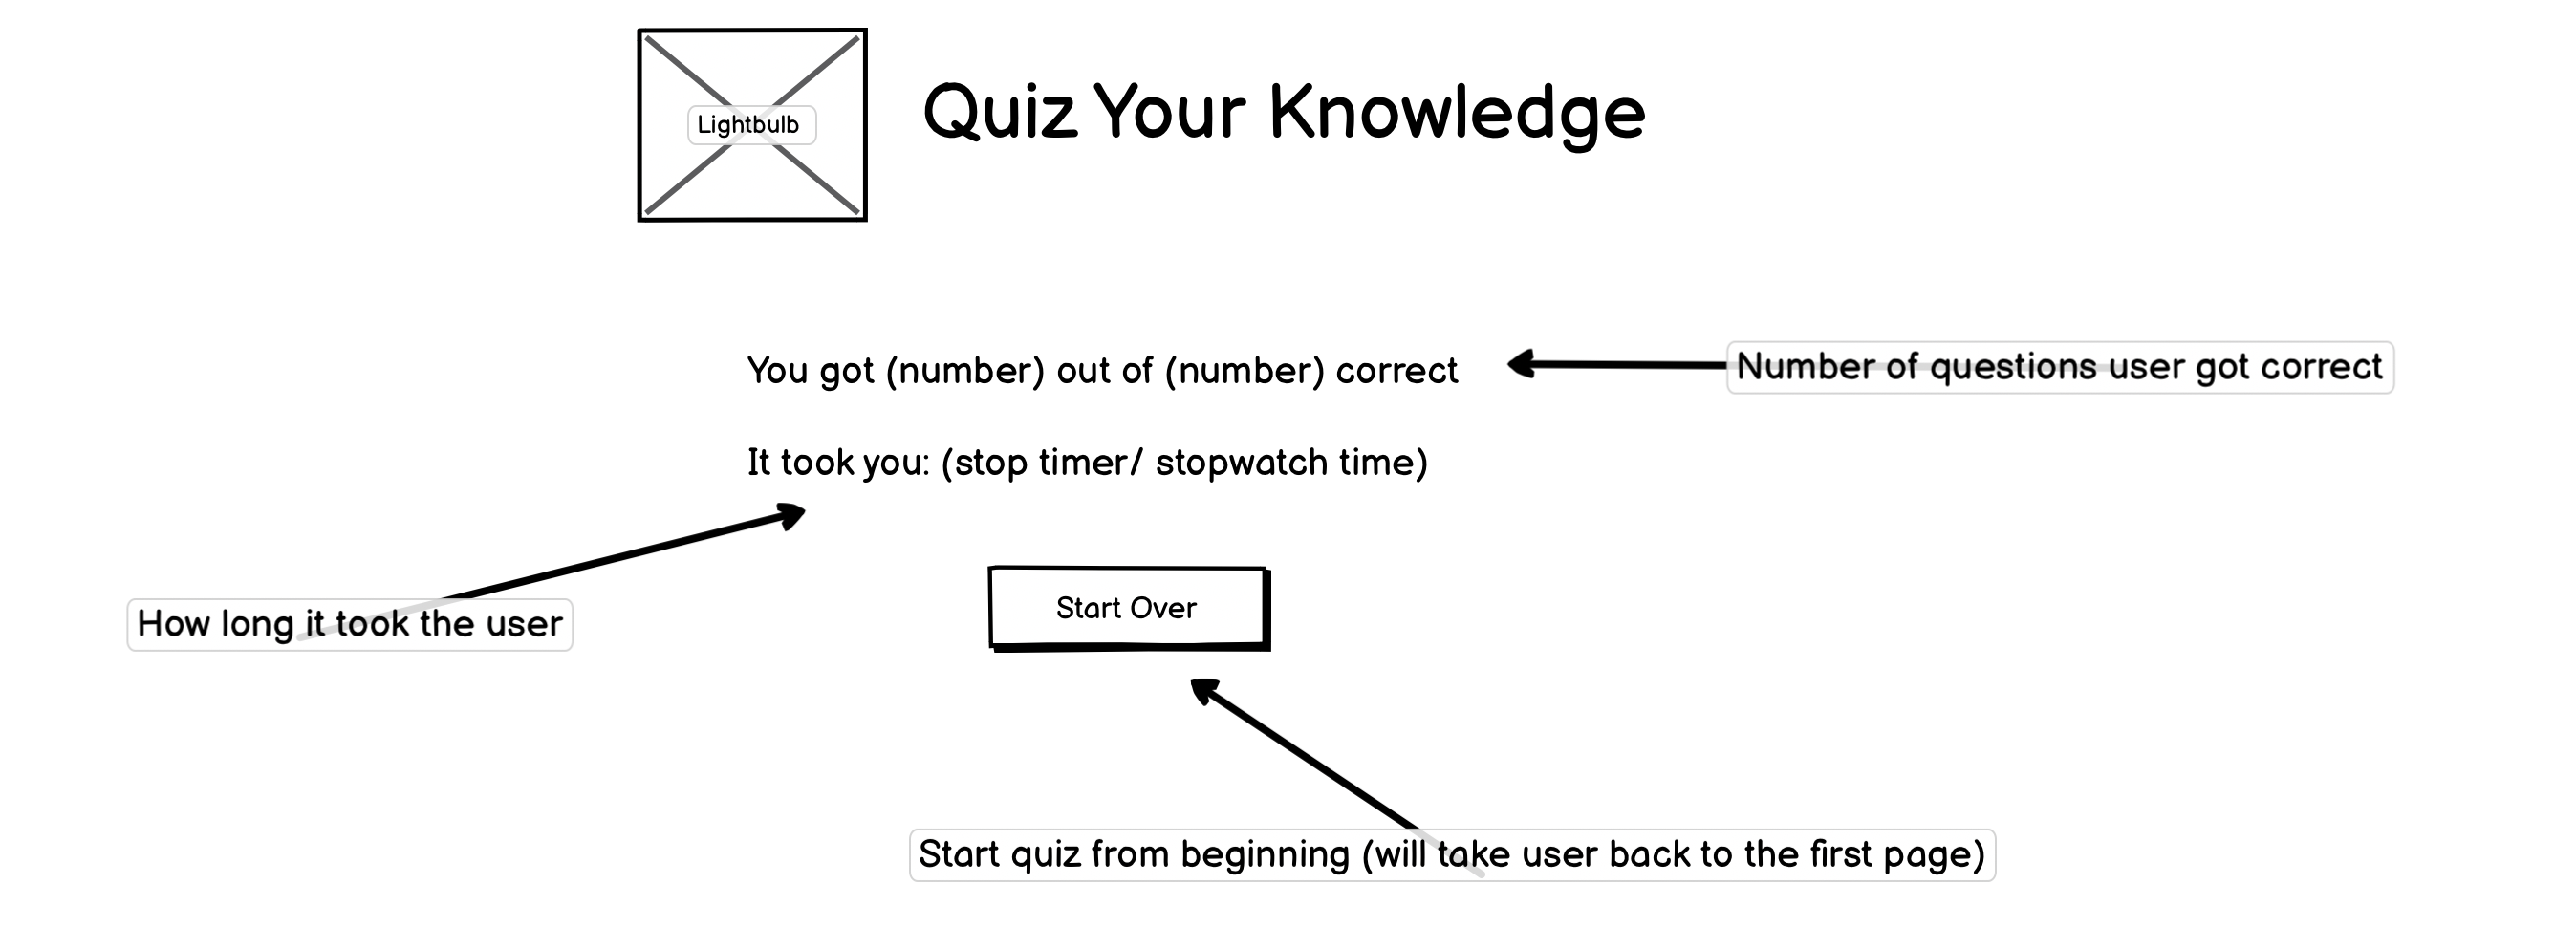 Lightbulb
Quiz Your Knowledge
You got (number) out of (number) correct
Number of questions user got correct
It took you: (stop timer/ stopwatch time)
How long it took the user
Start Over
Start quiz from beginning (will take user back to the first page)